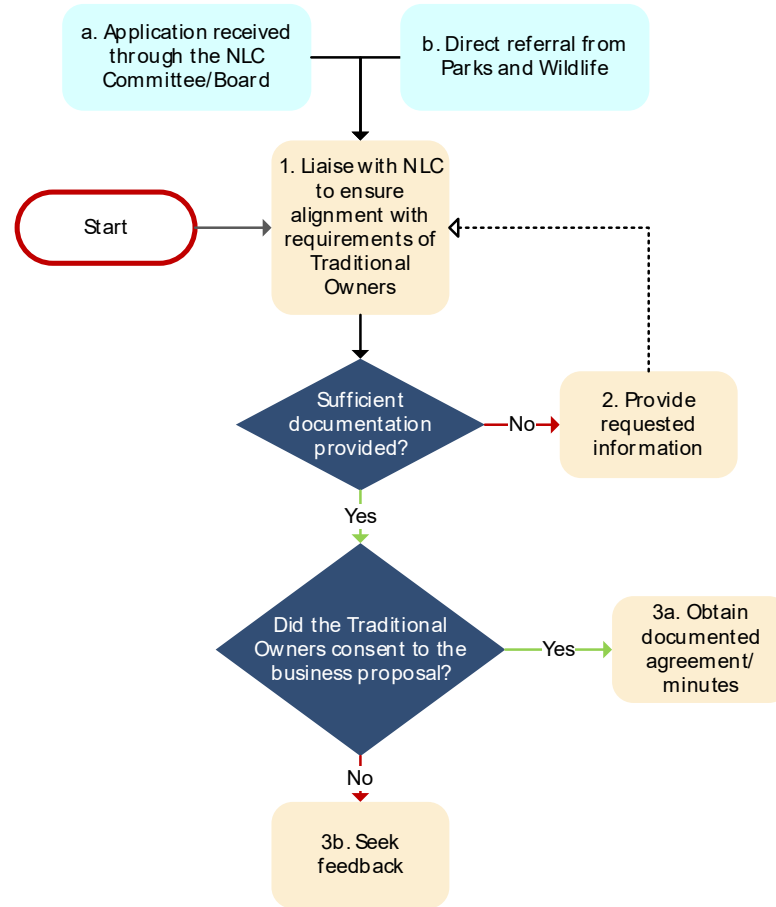 a. Application received
through the NLC
Committee/Board
b. Direct referral from
Parks and Wildlife
1. Liaise with NLC
to ensure
alignment with
requirements of
Traditional
Owners
Start
Sufficient
documentation
provided?
No
2. Provide
requested
information
Yes
Did the Traditional
Owners consent to the
business proposal?
Yes
3a. Obtain
documented
agreement/
minutes
No
3b. Seek
feedback